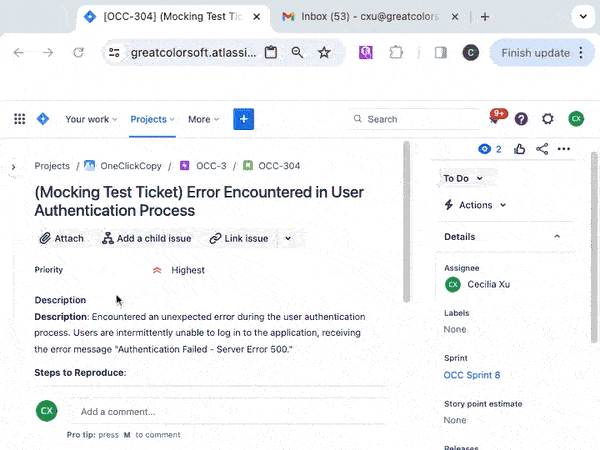 [OCC-304] (Mocking Test Tic
Inbox (53) - cxu@greatcolors
greatcolorsoft.atlassi...
C
Finish update
Your work
Projects
More
Search
9+
CX
2
Projects / OneClickCopy / OCC-3 / OCC-304
(Mocking Test Ticket) Error Encountered in User
Authentication Process
Attach
Add a child issue
Link issue
Priority
Highest
Description
Description: Encountered an unexpected error during the user authentication
process. Users are intermittently unable to log in to the application, receiving
the error message "Authentication Failed - Server Error 500."
Steps to Reproduce:
CX
Add a comment...
Pro tip: press M to comment
To Do
Actions
Details
Assignee
CX Cecilia Xu
Labels
None
Sprint
OCC Sprint 8
Story point estimate
None
Releases